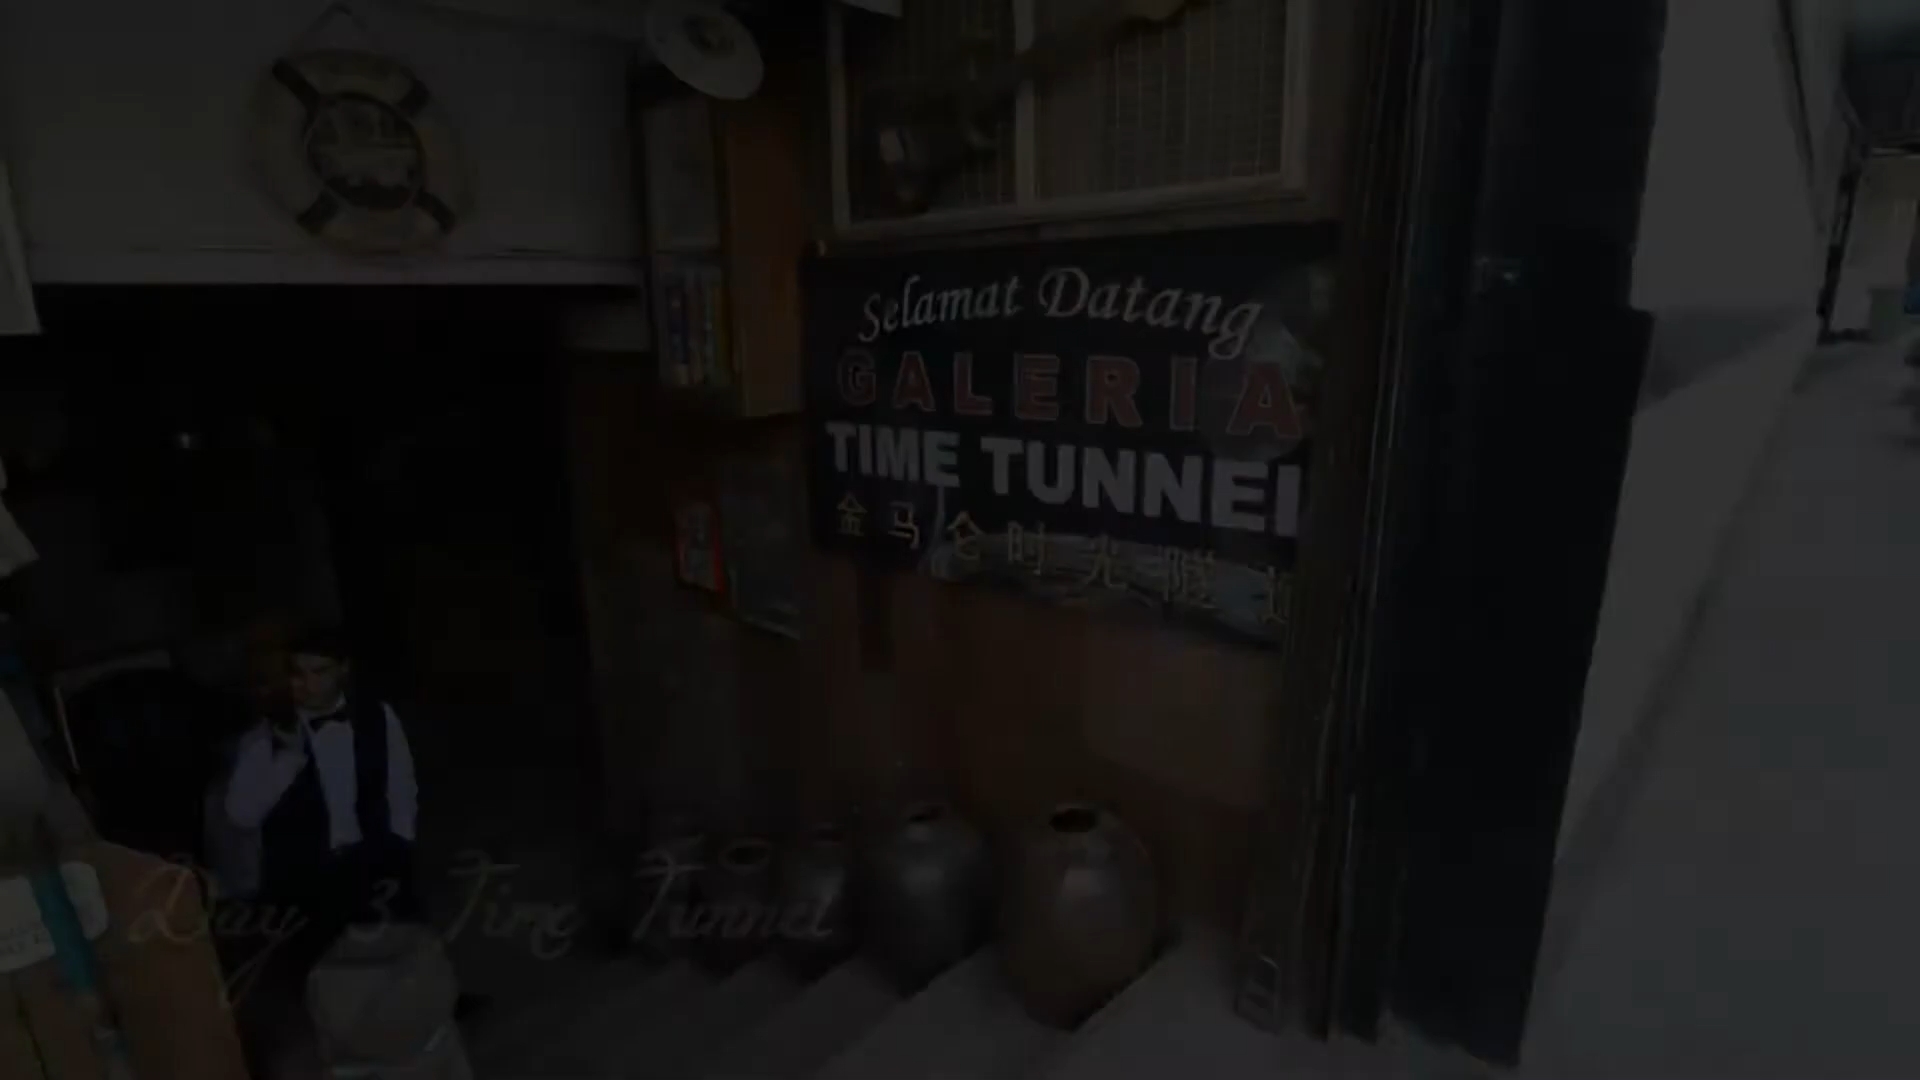 Selamat Datang
GALERIA
TIME TUNNEL
金马仑时光隧道
Day 3 Time Tunnel